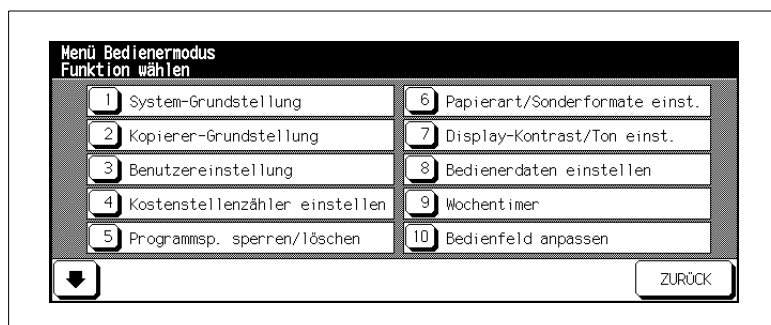 Menü Bedienermodus
Funktion wählen
1 System-Grundstellung
2 Kopierer-Grundstellung
3 Benutzereinstellung
4 Kostenstellenzähler einstellen
5 Programmsp. sperren/löschen
6 Papierart/Sonderformate einst.
7 Display-Kontrast/Ton einst.
8 Bedienerdaten einstellen
9 Wochentimer
10 Bedienfeld anpassen
ZURÜCK